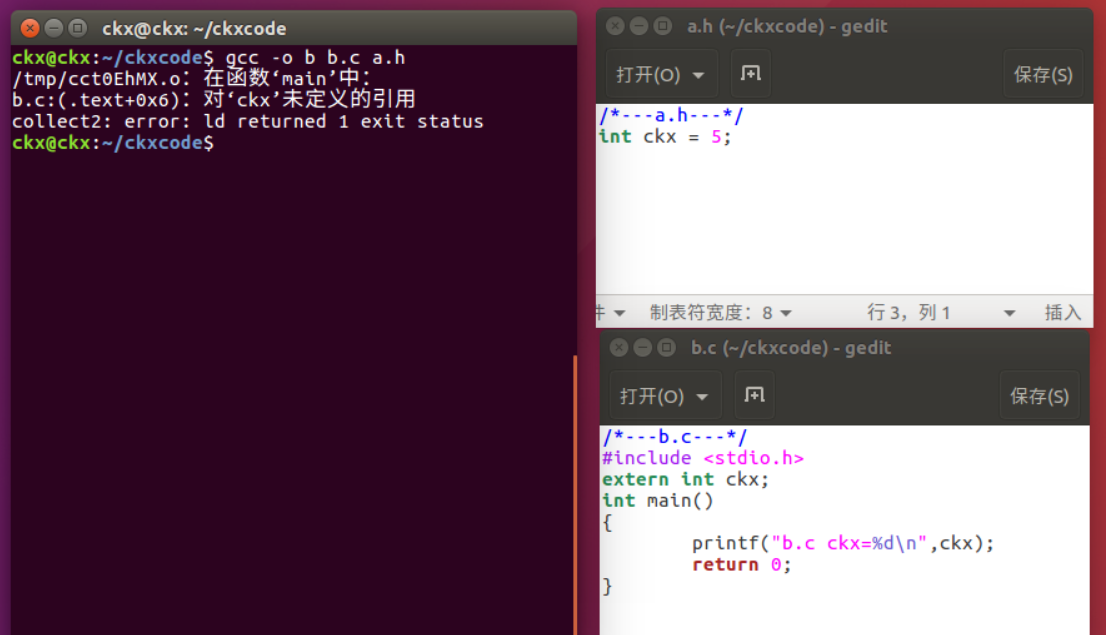 ckx@ckx: ~/ckxcode
ckx@ckx:~/ckxcode$ gcc -o b b.c a.h
/tmp/cct0EhMX.o：在函数‘main’中：
b.c:(.text+0x6)：对‘ckx’未定义的引用
collect2: error: ld returned 1 exit status
ckx@ckx:~/ckxcode$
a.h (~/ckxcode) - gedit
打开(O) 保存(S)
/*---a.h---*/
int ckx = 5;
件 制表符宽度：8 行 3，列 1 插入
b.c (~/ckxcode) - gedit
打开(O) 保存(S)
/*---b.c---*/
#include <stdio.h>
extern int ckx;
int main()
{
printf("b.c ckx=%d\n",ckx);
return 0;
}